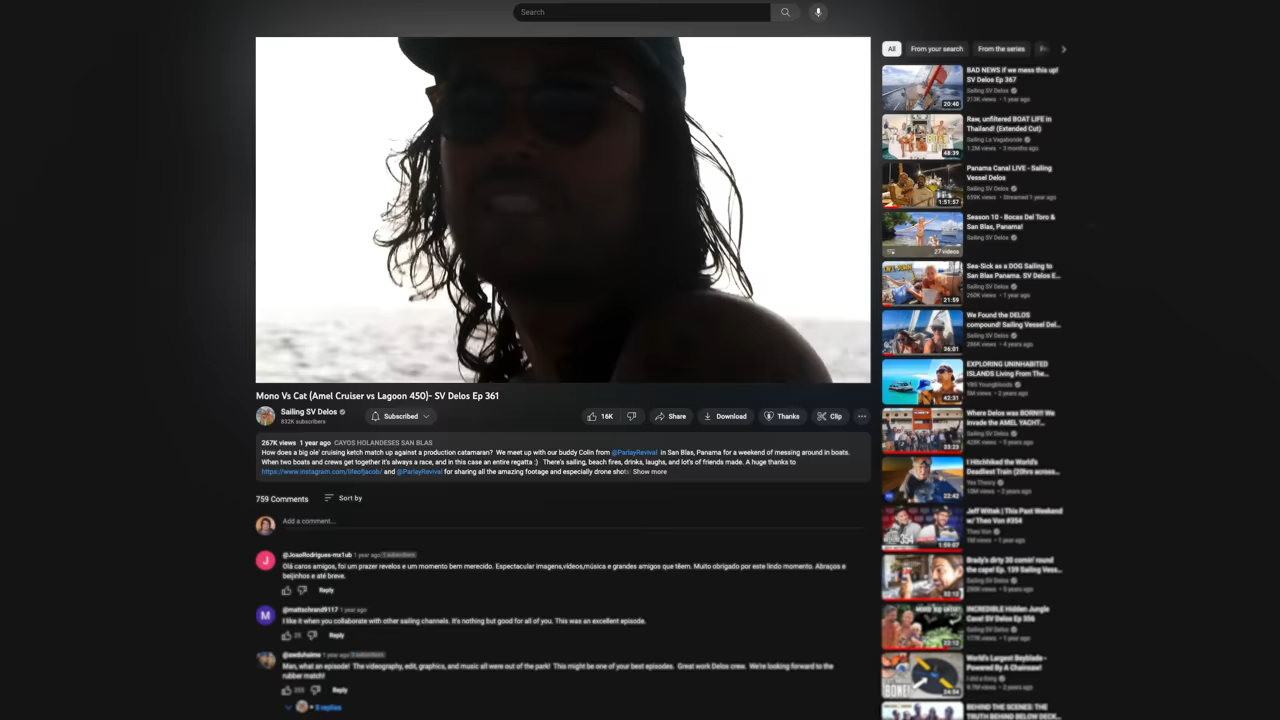 Search
Mono Vs Cat (Amel Cruiser vs Lagoon 450)- SV Delos Ep 361
Sailing SV Delos
832K subscribers
Subscribed
16K
Share
Download
Thanks
Clip
267K views 1 year ago CAYOS HOLANDESES SAN BLAS
How does a big ole' cruising ketch match up against a production catamaran? We meet up with our buddy Colin from @ParlayRevival in San Blas, Panama for a weekend of messing around in boats.
When two boats and crews get together it's always a race, and in this case an entire regatta :) There's sailing, beach fires, drinks, laughs, and lot's of friends made. A huge thanks to
https://www.instagram.com/lifeofjacob/ and @ParlayRevival for sharing all the amazing footage and especially drone shots Show more
759 Comments
Sort by
Add a comment...
J
@JoaoRodrigues-mx1ub 1 year ago
Olá caros amigos, foi um prazer revelos e um momento bem merecido. Espectacular imagens,videos,música e grandes amigos que têem. Muito obrigado por este lindo momento. Abraços e
beijinhos e até breve.
Reply
M
@mattschrand9117 1 year ago
I like it when you collaborate with other sailing channels. It's nothing but good for all of you. This was an excellent episode.
25
Reply
1 year ago
Man, what an episode! The videography, edit, graphics, and music all were out of the park! This might be one of your best episodes. Great work Delos crew. We're looking forward to the
rubber match!
Reply
5 replies
All
From your search
From the series
20:40
BAD NEWS if we mess this up!
SV Delos Ep 367
Sailing SV Delos
213K views • 1 year ago
48:39
Raw, unfiltered BOAT LIFE in
Thailand! (Extended Cut)
Sailing La Vagabonde
1.2M views • 3 months ago
1:51:57
Panama Canal LIVE - Sailing
Vessel Delos
Sailing SV Delos
659K views • Streamed 1 year ago
27 videos
Season 10 - Bocas Del Toro &
San Blas, Panama!
Sailing SV Delos
21:59
Sea-Sick as a DOG Sailing to
San Blas Panama. SV Delos E...
Sailing SV Delos
260K views • 1 year ago
36:01
We Found the DELOS
compound! Sailing Vessel Del...
Sailing SV Delos
286K views • 4 years ago
42:31
EXPLORING UNINHABITED
ISLANDS Living From The...
YBS Youngbloods
5M views • 2 years ago
33:23
Where Delos was BORN!!! We
invade the AMEL YACHT...
Sailing SV Delos
428K views • 5 years ago
22:42
I Hitchhiked the World's
Deadliest Train (20hrs across...
Yes Theory
2 years ago
1:59:07
Jeff Wittek | This Past Weekend
w/ Theo Von #354
Theo Von
1M views • 1 year ago
Brady's dirty 30 comin' round
the cape! Ep. 139 Sailing Vess...
Sailing SV Delos
5 years ago
INCREDIBLE Hidden Jungle
Cave! SV Delos Ep 356
Sailing SV Delos
177K views • 1 year ago
24:34
World's Largest Beyblade -
Powered By A Chainsaw!
I did a thing
9.7M views • 2 years ago
BEHIND THE SCENES: THE
TRUTH BEHIND BELOW DECK...